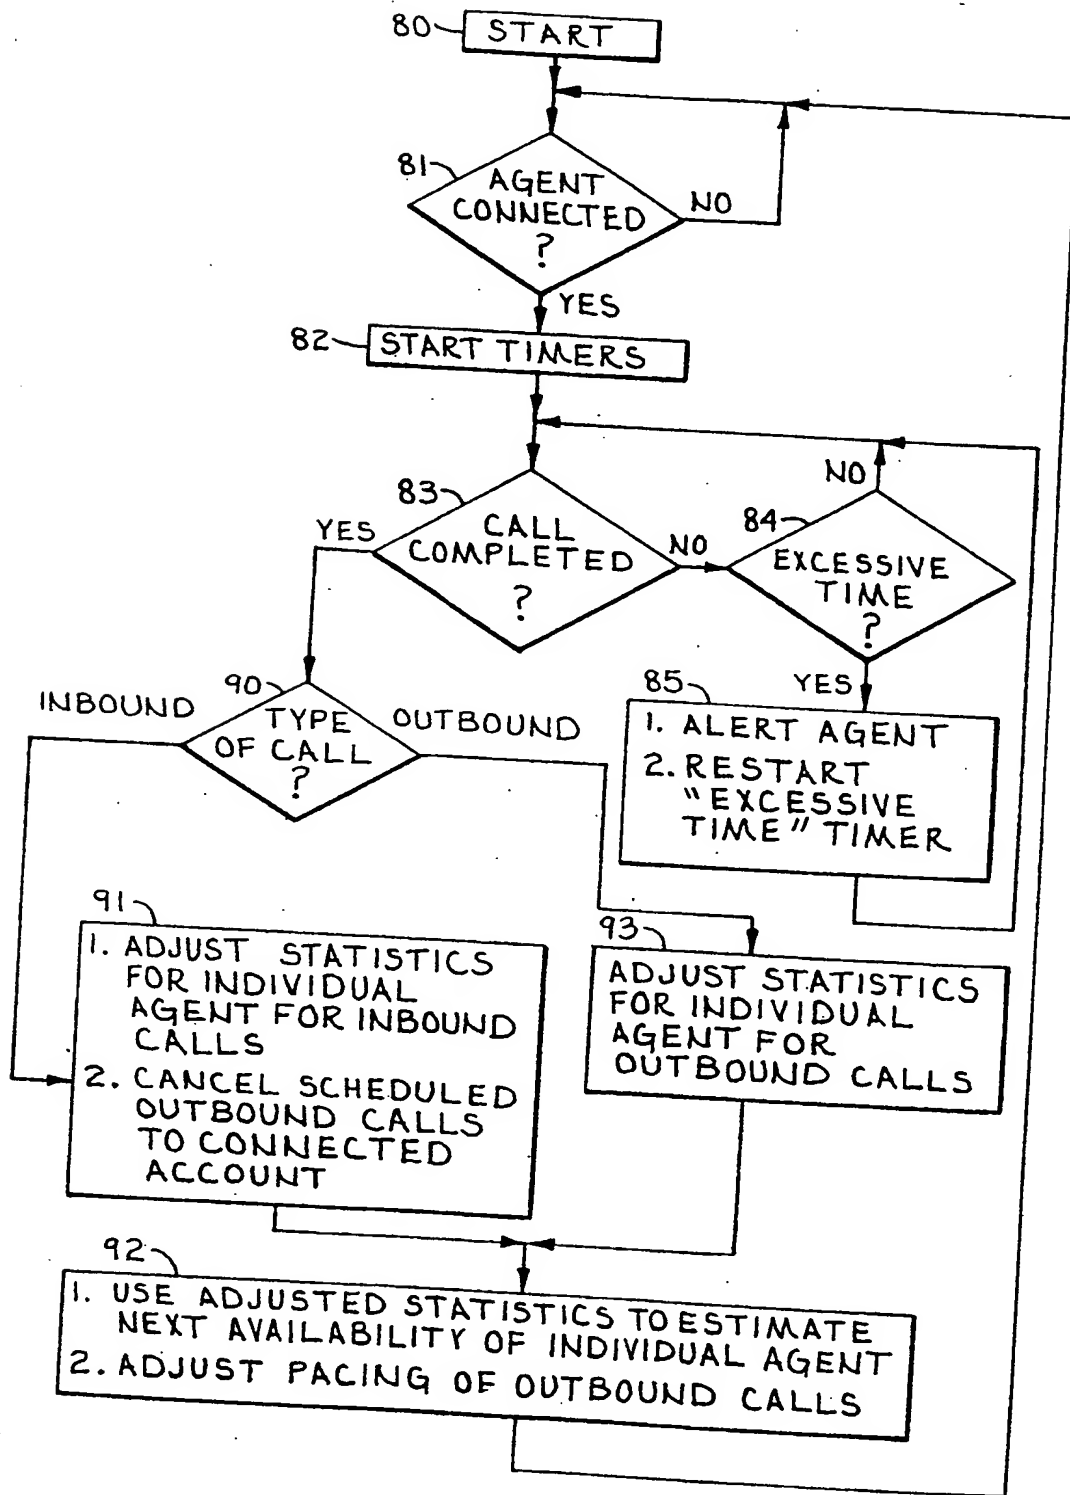 80
START
81
AGENT
CONNECTED
?
NO
YES
82
START TIMERS
83
YES
CALL
COMPLETED
?
NO
NO
84
EXCESSIVE
TIME
?
YES
85
1. ALERT AGENT
2. RESTART
"EXCESSIVE
TIME" TIMER
INBOUND
90
TYPE
OF CALL
?
OUTBOUND
91
1. ADJUST STATISTICS
FOR INDIVIDUAL
AGENT FOR INBOUND
CALLS
2. CANCEL SCHEDULED
OUTBOUND CALLS
TO CONNECTED
ACCOUNT
93
ADJUST STATISTICS
FOR INDIVIDUAL
AGENT FOR
OUTBOUND CALLS
92
1. USE ADJUSTED STATISTICS TO ESTIMATE
NEXT AVAILABILITY OF INDIVIDUAL AGENT
2. ADJUST PACING OF OUTBOUND CALLS